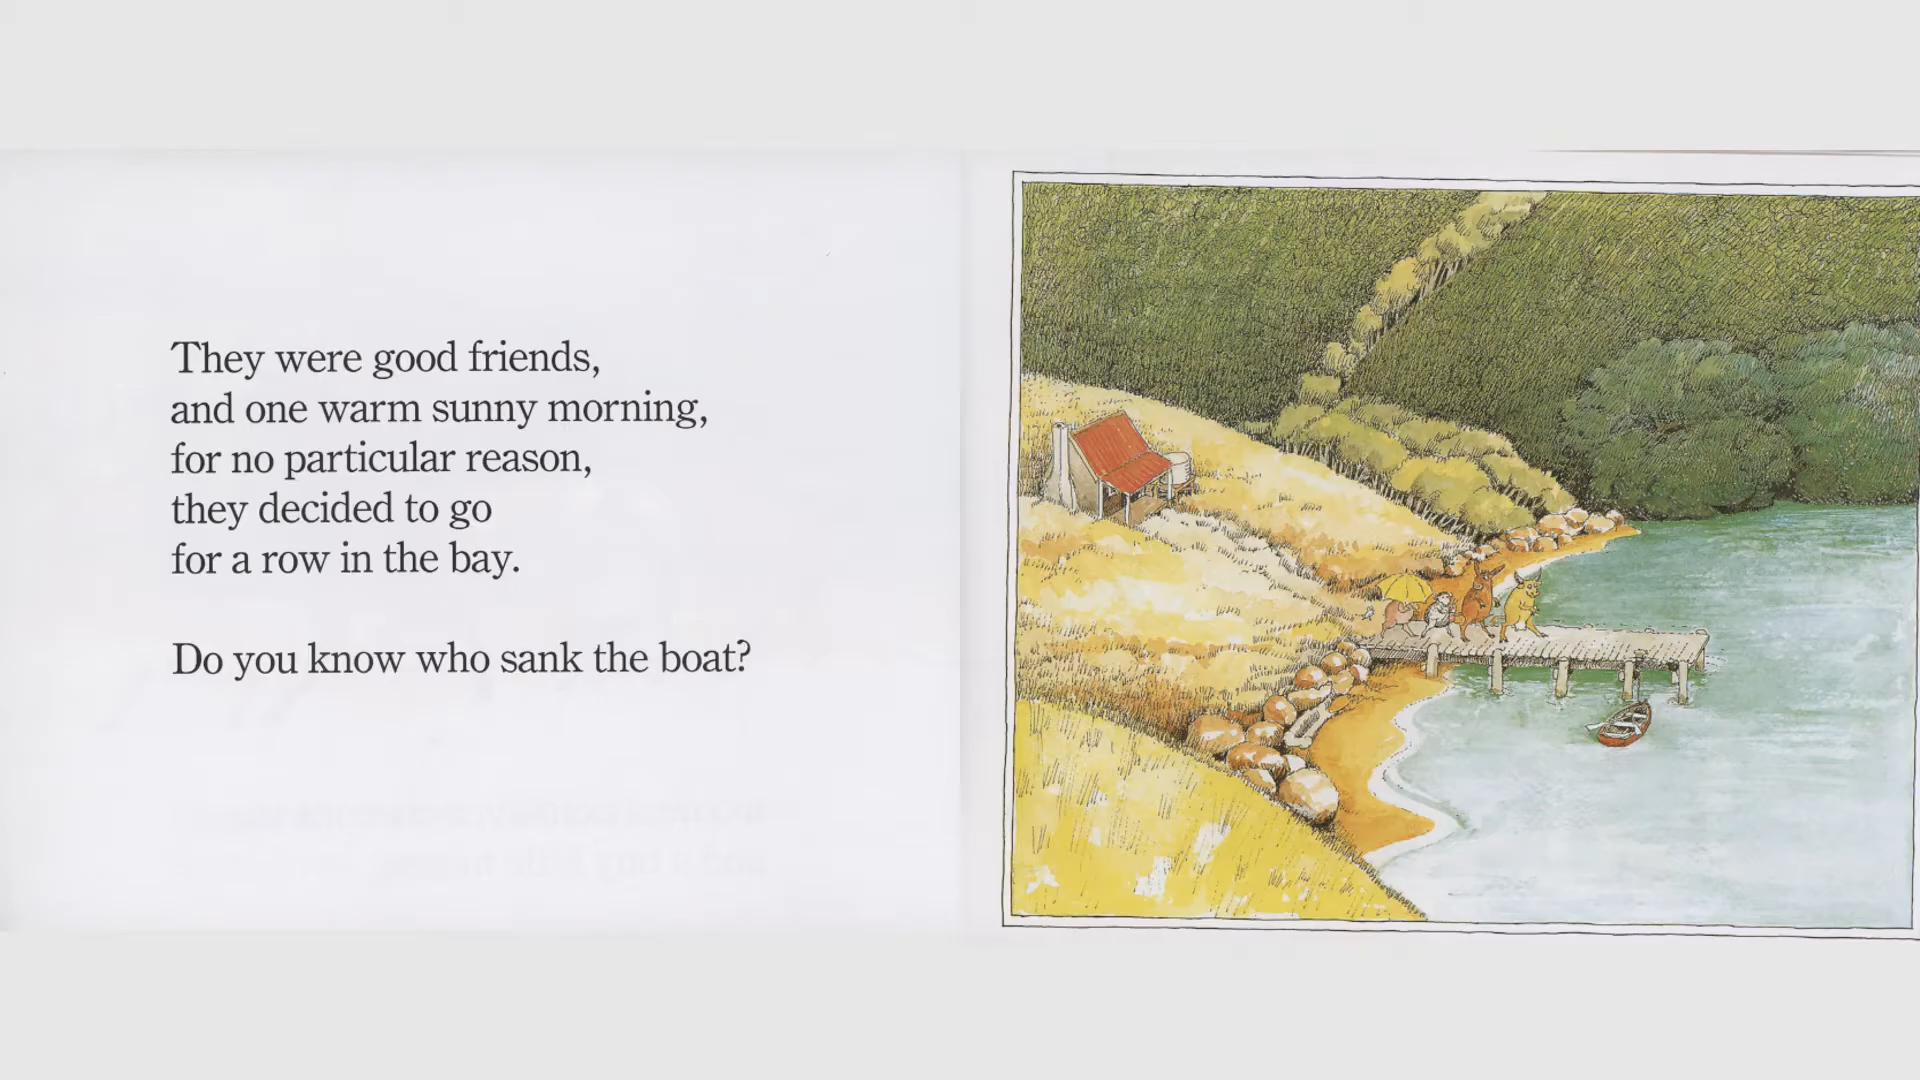 They were good friends,
and one warm sunny morning,
for no particular reason,
they decided to go
for a row in the bay.
Do you know who sank the boat?